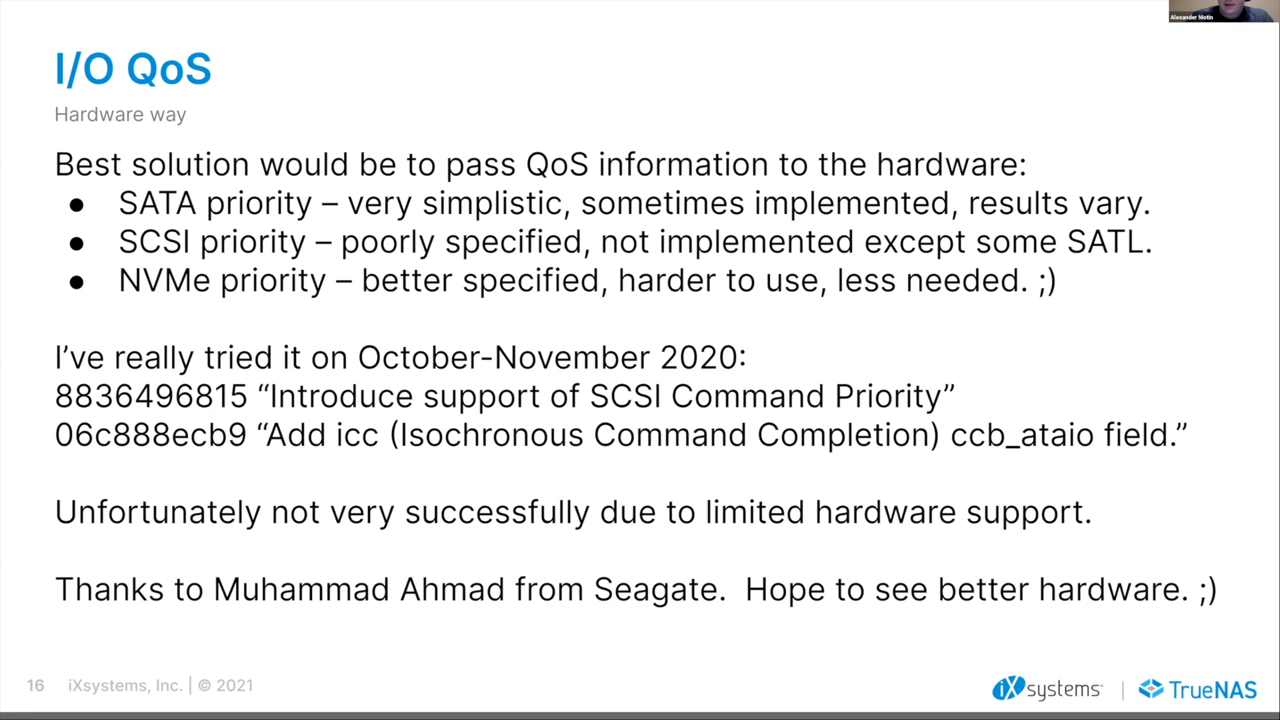 Alexander Motin
I/O QoS
Hardware way
Best solution would be to pass QoS information to the hardware:
● SATA priority – very simplistic, sometimes implemented, results vary.
● SCSI priority – poorly specified, not implemented except some SATL.
● NVMe priority – better specified, harder to use, less needed. ;)
I’ve really tried it on October-November 2020:
8836496815 “Introduce support of SCSI Command Priority”
06c888ecb9 “Add icc (Isochronous Command Completion) ccb_ataio field.”
Unfortunately not very successfully due to limited hardware support.
Thanks to Muhammad Ahmad from Seagate.  Hope to see better hardware. ;)
16 iXsystems, Inc. | © 2021
iXsystems | TrueNAS